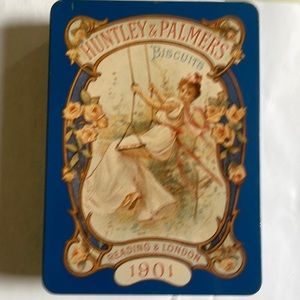 HUNTLEY & PALMERS
BISCUITS
READING & LONDON
1901